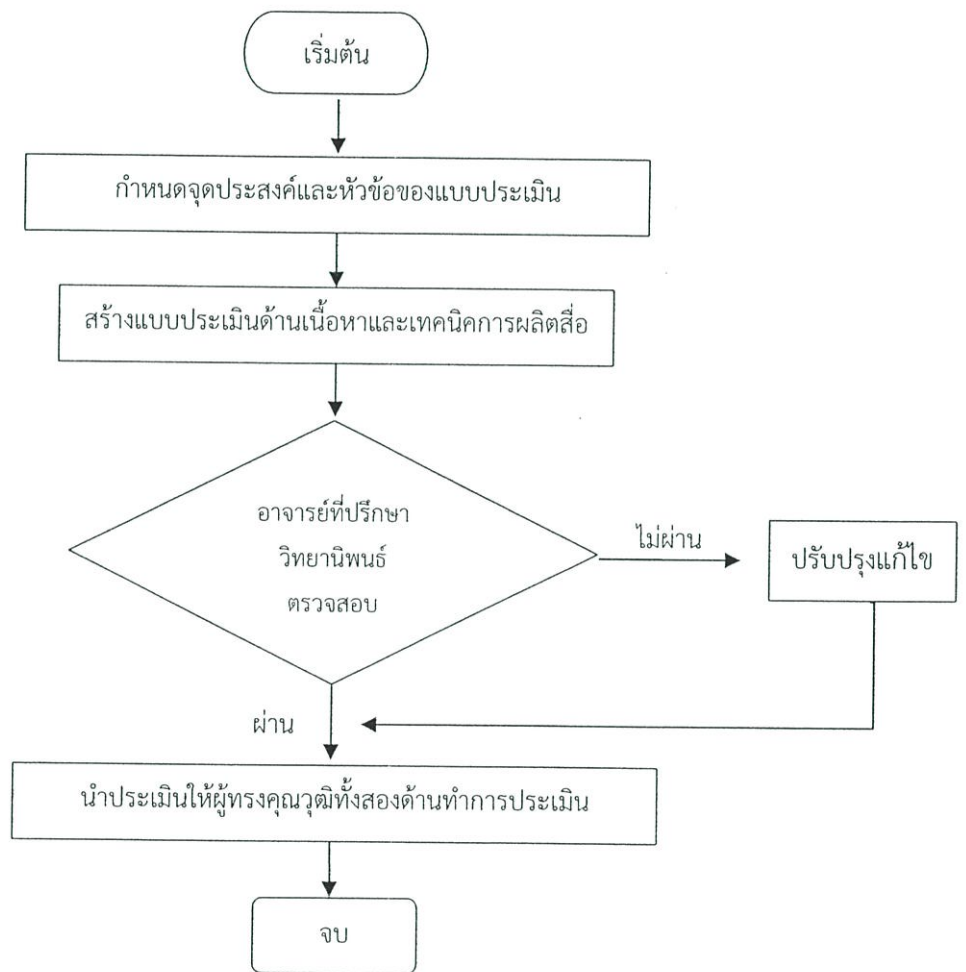 เริ่มต้น
กำหนดจุดประสงค์และหัวข้อของแบบประเมิน
สร้างแบบประเมินด้านเนื้อหาและเทคนิคการผลิตสื่อ
อาจารย์ที่ปรึกษา
วิทยานิพนธ์
ตรวจสอบ
ไม่ผ่าน
ปรับปรุงแก้ไข
ผ่าน
นำประเมินให้ผู้ทรงคุณวุฒิทั้งสองด้านทำการประเมิน
จบ